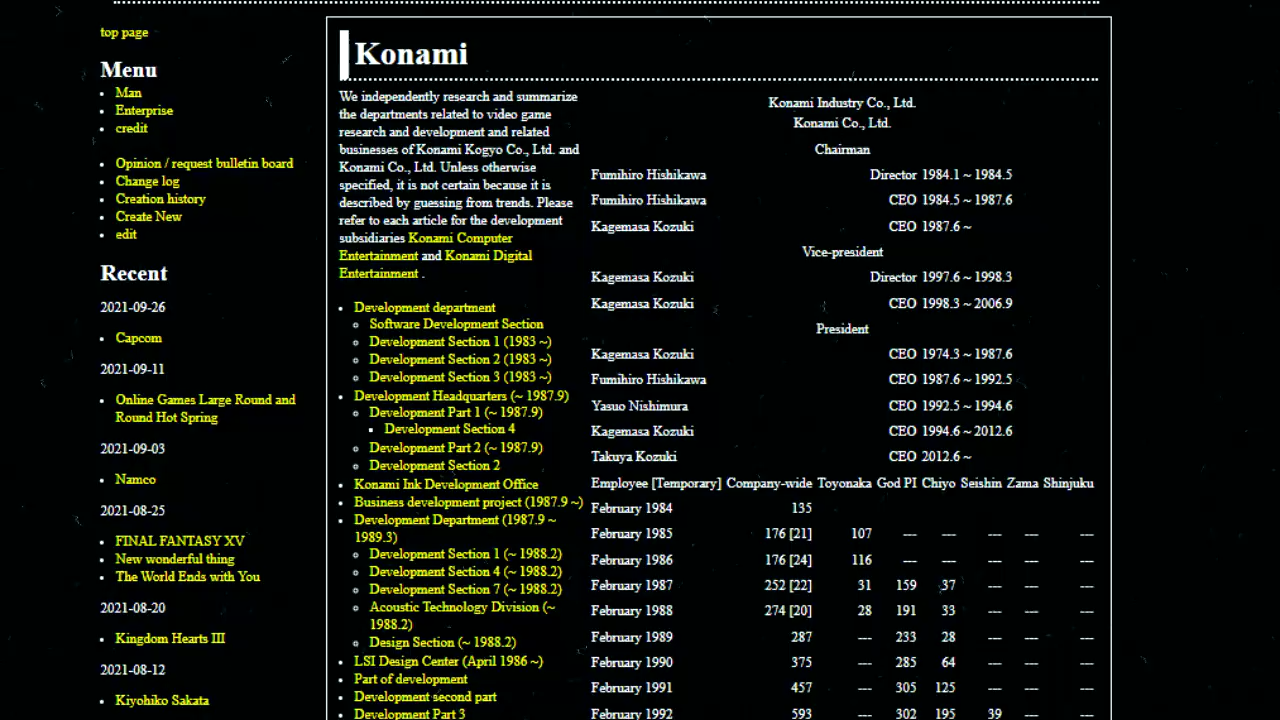 top page
Menu
Man
Enterprise
credit
Opinion / request bulletin board
Change log
Creation history
Create New
edit
Recent
2021-09-26
Capcom
2021-09-11
Online Games Large Round and
Round Hot Spring
2021-09-03
Namco
2021-08-25
FINAL FANTASY XV
New wonderful thing
The World Ends with You
2021-08-20
Kingdom Hearts III
2021-08-12
Kiyohiko Sakata
Konami
We independently research and summarize
the departments related to video game
research and development and related
businesses of Konami Kogyo Co., Ltd. and
Konami Co., Ltd. Unless otherwise
specified, it is not certain because it is
described by guessing from trends. Please
refer to each article for the development
subsidiaries Konami Computer
Entertainment and Konami Digital
Entertainment .
Development department
Software Development Section
Development Section 1 (1983 ~)
Development Section 2 (1983 ~)
Development Section 3 (1983 ~)
Development Headquarters (~ 1987.9)
Development Part 1 (~ 1987.9)
Development Section 4
Development Part 2 (~ 1987.9)
Development Section 2
Konami Ink Development Office
Business development project (1987.9 ~)
Development Department (1987.9 ~
1989.3)
Development Section 1 (~ 1988.2)
Development Section 4 (~ 1988.2)
Development Section 7 (~ 1988.2)
Acoustic Technology Division (~
1988.2)
Design Section (~ 1988.2)
LSI Design Center (April 1986 ~)
Part of development
Development second part
Development Part 3
Konami Industry Co., Ltd.
Konami Co., Ltd.
Chairman
Fumihiro Hishikawa Director 1984.1 ~ 1984.5
Fumihiro Hishikawa CEO 1984.5 ~ 1987.6
Kagemasa Kozuki CEO 1987.6 ~
Vice-president
Kagemasa Kozuki Director 1997.6 ~ 1998.3
Kagemasa Kozuki CEO 1998.3 ~ 2006.9
President
Kagemasa Kozuki CEO 1974.3 ~ 1987.6
Fumihiro Hishikawa CEO 1987.6 ~ 1992.5
Yasuo Nishimura CEO 1992.5 ~ 1994.6
Kagemasa Kozuki CEO 1994.6 ~ 2012.6
Takuya Kozuki CEO 2012.6 ~
Employee [Temporary] Company-wide Toyonaka God PI Chiyo Seishin Zama Shinjuku
February 1984 135
February 1985 176 [21] 107 --- --- --- --- ---
February 1986 176 [24] 116 --- --- --- --- ---
February 1987 252 [22] 31 159 37 --- --- ---
February 1988 274 [20] 28 191 33 --- --- ---
February 1989 287 --- 233 28 --- --- ---
February 1990 375 --- 285 64 --- --- ---
February 1991 457 --- 305 125 --- --- ---
February 1992 593 --- 302 195 39 --- ---